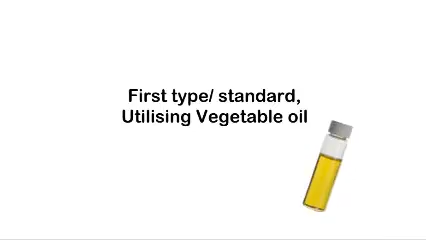 First type/ standard,
Utilising Vegetable oil